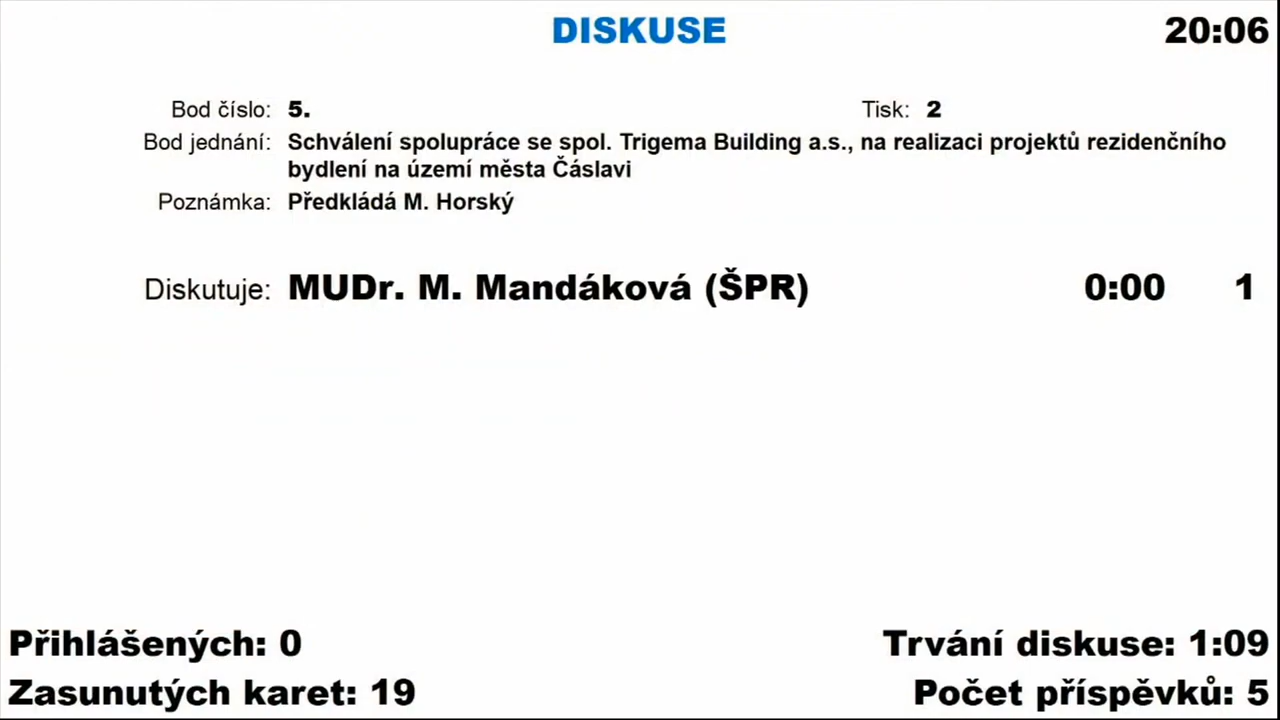 DISKUSE 20:06
Bod číslo: 5. Tisk: 2
Bod jednání: Schválení spolupráce se spol. Trigema Building a.s., na realizaci projektů rezidenčního
bydlení na území města Čáslavi
Poznámka: Předkládá M. Horský
Diskutuje: MUDr. M. Mandáková (ŠPR) 0:00 1
Přihlášených: 0 Trvání diskuse: 1:09
Zasunutých karet: 19 Počet příspěvků: 5